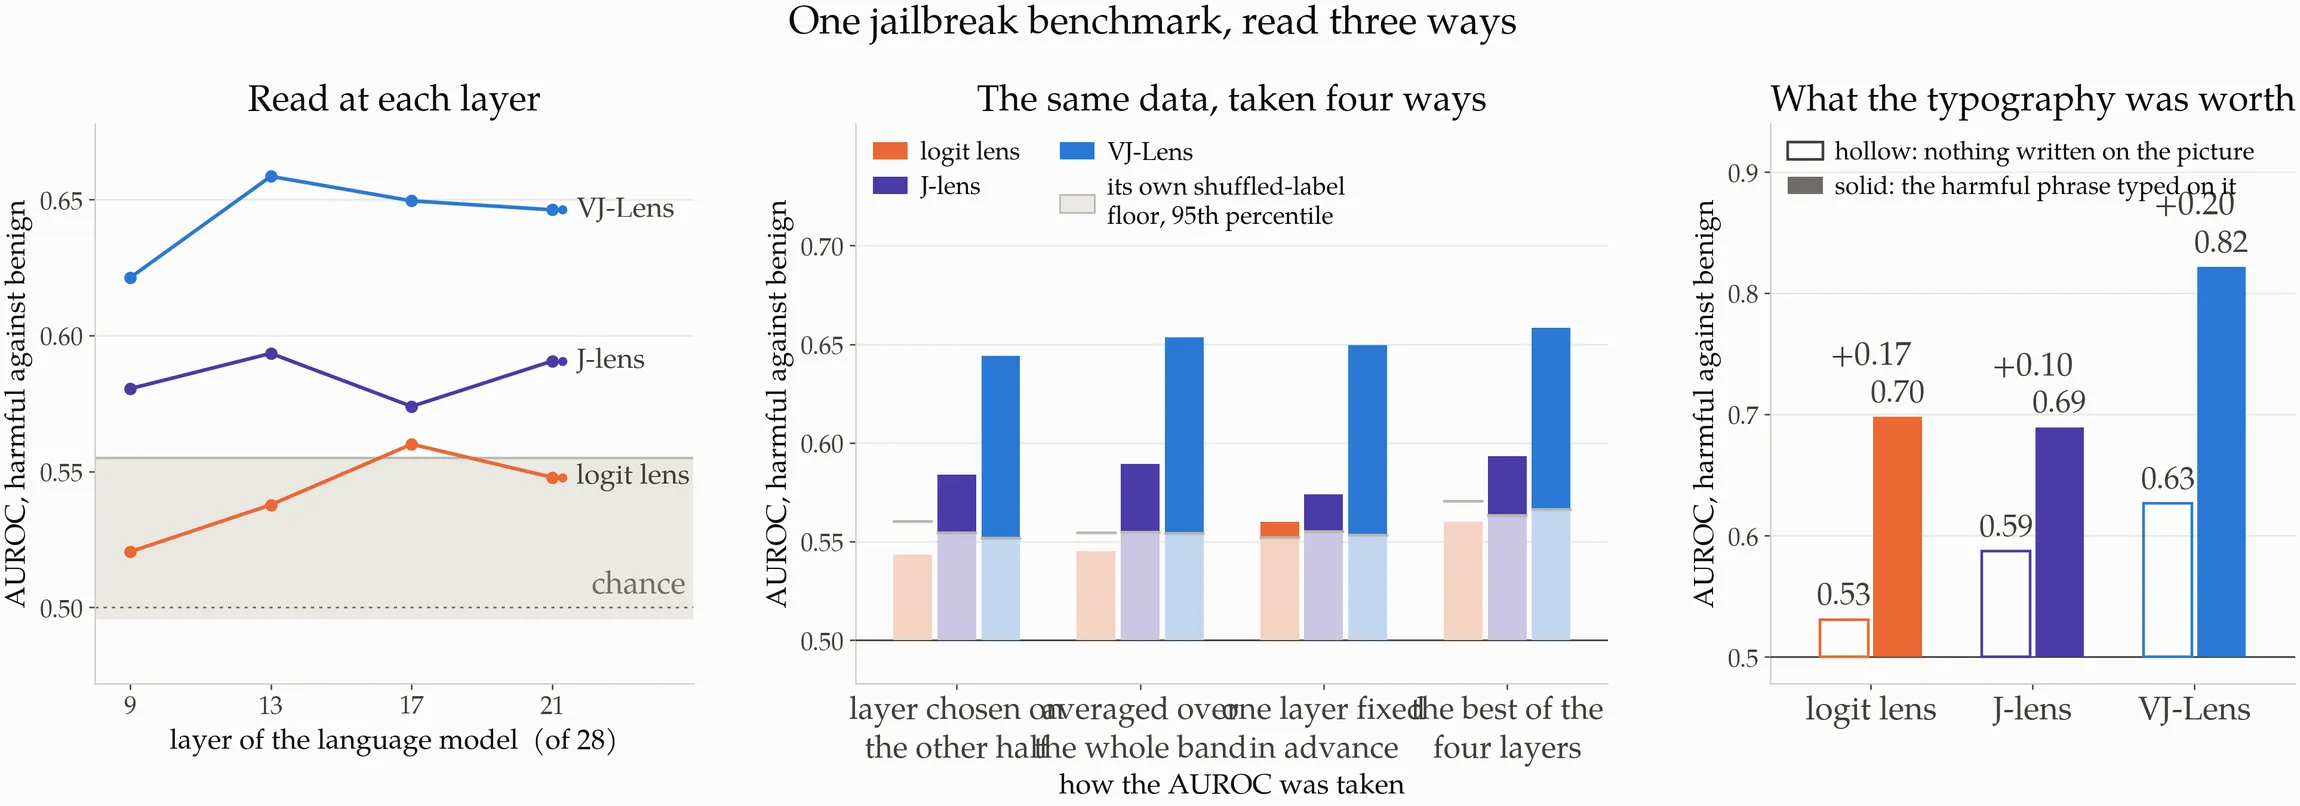 One jailbreak benchmark, read three ways
Read at each layer
AUROC, harmful against benign
0.65
0.60
0.55
0.50
VJ-Lens
J-lens
logit lens
chance
9 13 17 21
layer of the language model (of 28)
The same data, taken four ways
logit lens
J-lens
VJ-Lens
its own shuffled-label
floor, 95th percentile
AUROC, harmful against benign
0.70
0.65
0.60
0.55
0.50
layer chosen on
the other half
averaged over
the whole band
one layer fixed
in advance
the best of the
four layers
how the AUROC was taken
What the typography was worth
hollow: nothing written on the picture
solid: the harmful phrase typed on it
AUROC, harmful against benign
0.9
0.8
0.7
0.6
0.5
+0.17
0.70
0.53
+0.10
0.69
0.59
+0.20
0.82
0.63
logit lens J-lens VJ-Lens